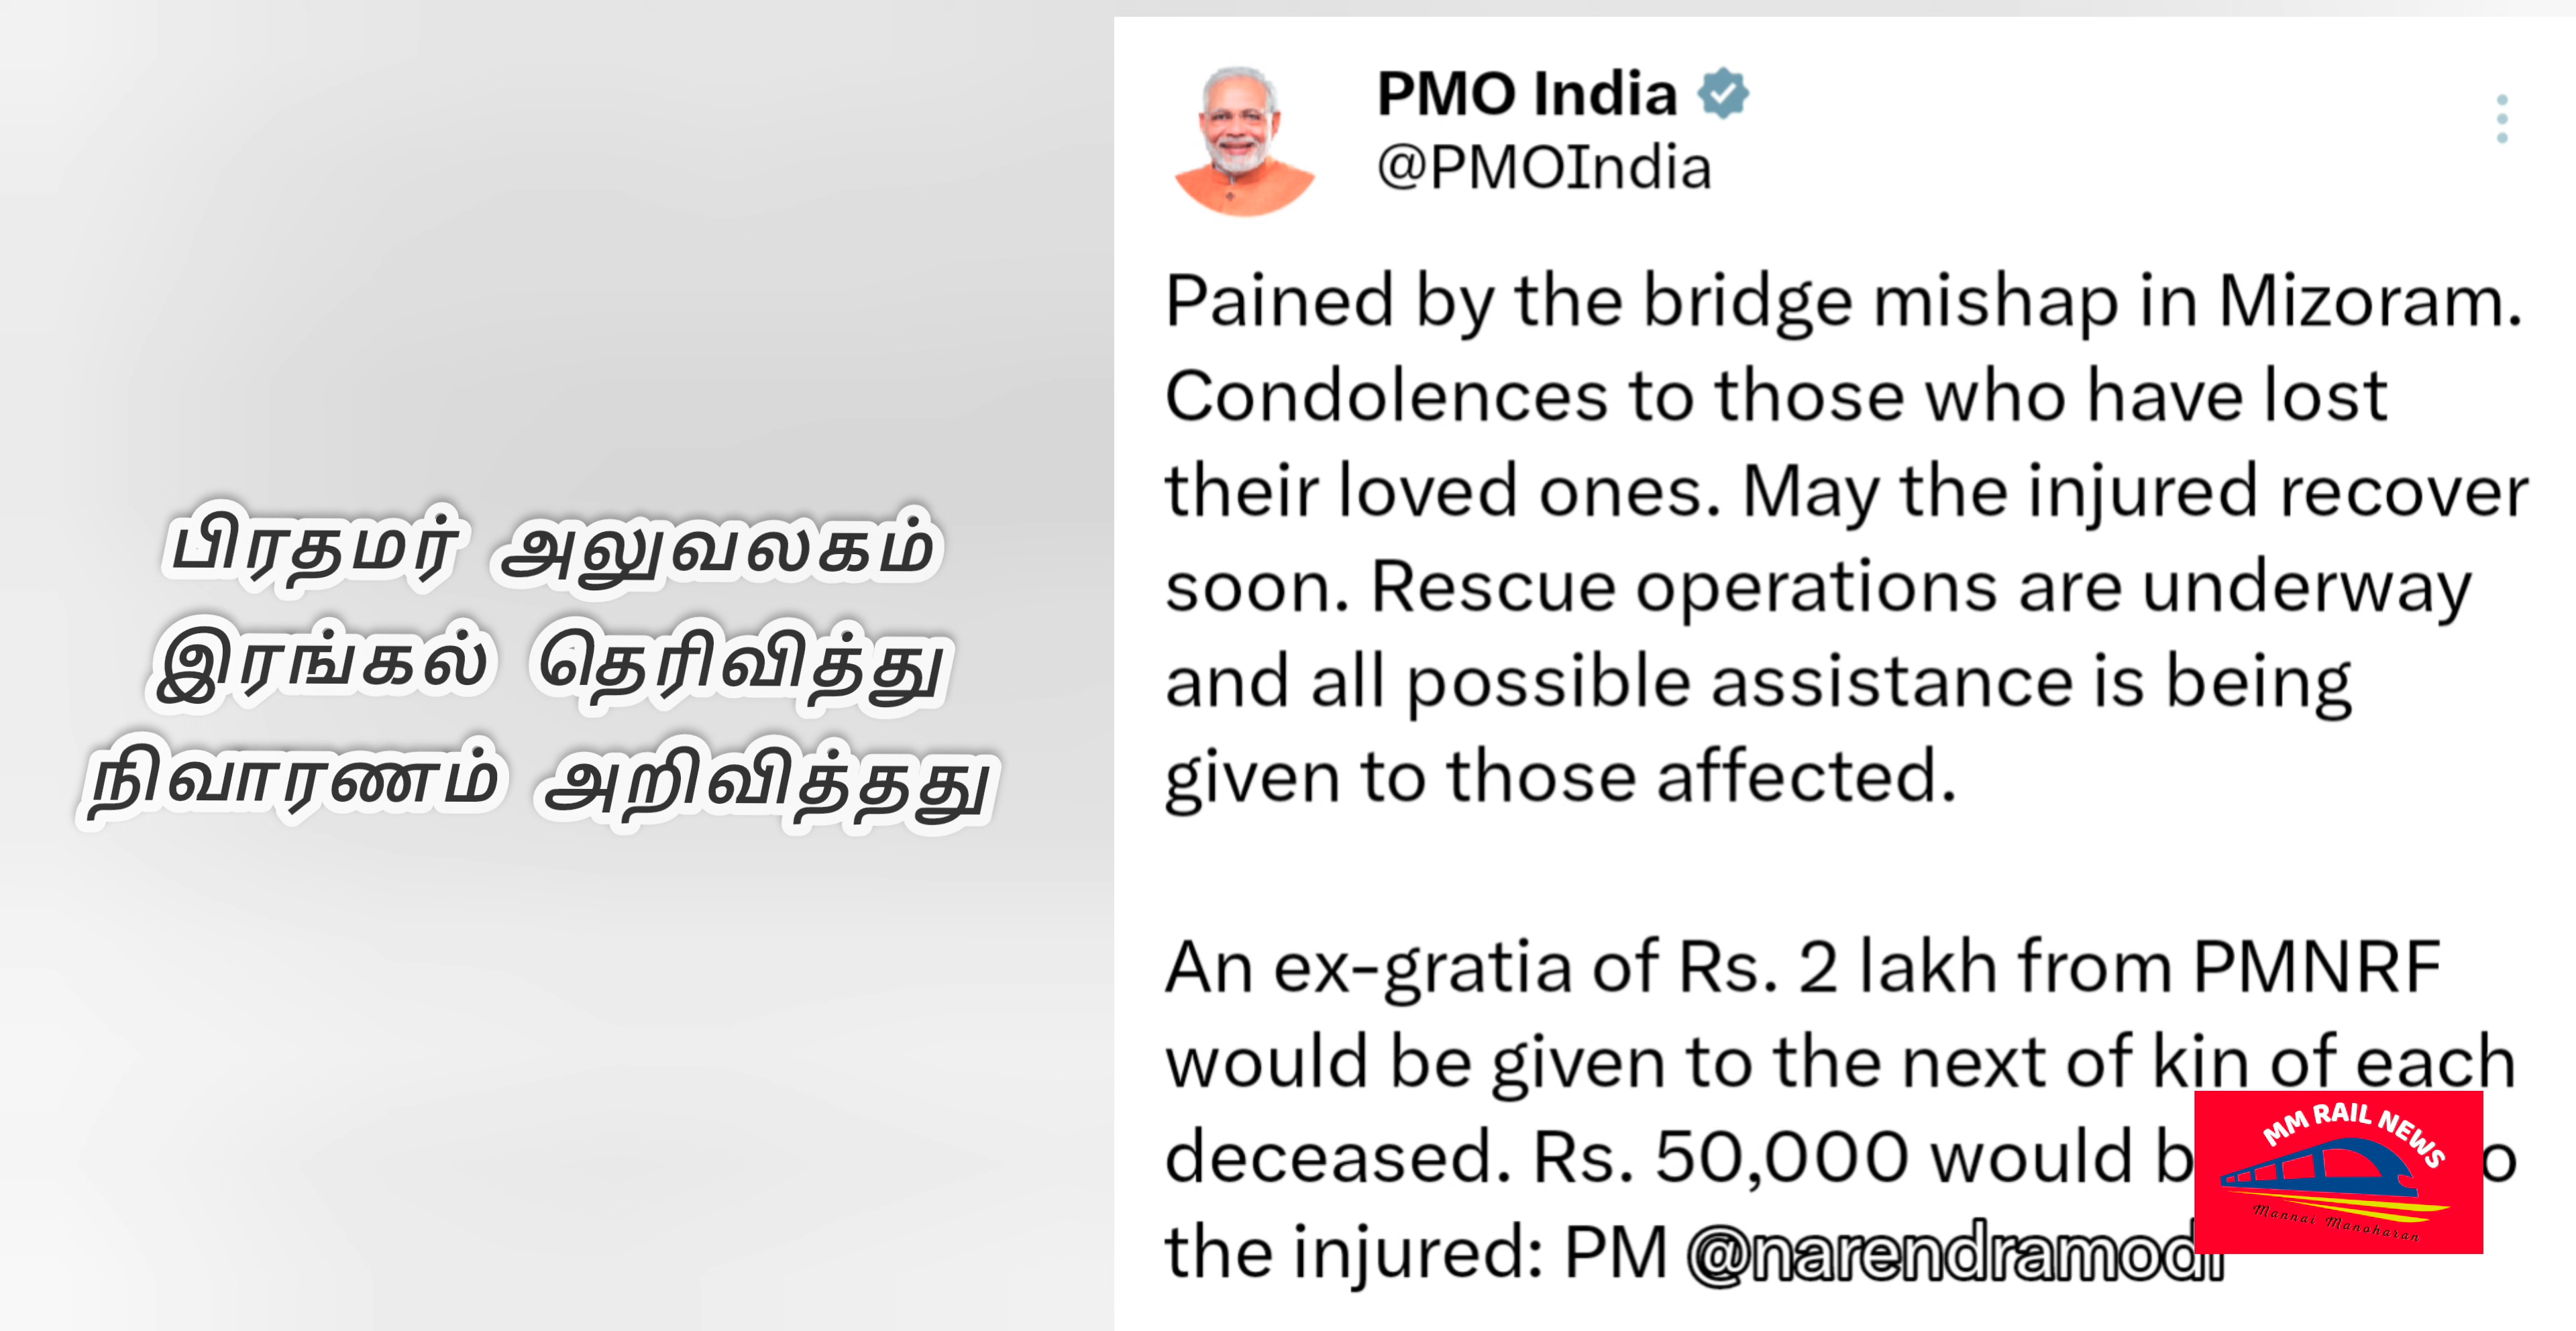 பிரதமர் அலுவலகம்
இரங்கல் தெரிவித்து
நிவாரணம் அறிவித்தது
PMO India
@PMOIndia
Pained by the bridge mishap in Mizoram.
Condolences to those who have lost
their loved ones. May the injured recover
soon. Rescue operations are underway
and all possible assistance is being
given to those affected.
An ex-gratia of Rs. 2 lakh from PMNRF
would be given to the next of kin of each
deceased. Rs. 50,000 would
the injured: PM @narendramodi
MM RAIL NEWS
Mannai Manoharan